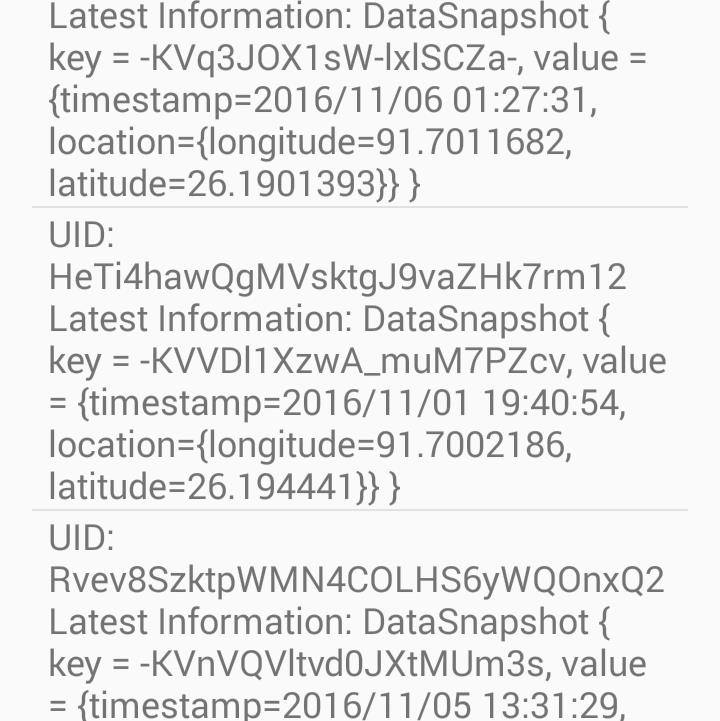 Latest Information: DataSnapshot {
key = -KVq3JOX1sW-lxlSCZa-, value =
{timestamp=2016/11/06 01:27:31,
location={longitude=91.7011682,
latitude=26.1901393}} }
UID:
HeTi4hawQgMVsktgJ9vaZHk7rm12
Latest Information: DataSnapshot {
key = -KVVDl1XzwA_muM7PZcv, value
= {timestamp=2016/11/01 19:40:54,
location={longitude=91.7002186,
latitude=26.194441}} }
UID:
Rvev8SzktpWMN4COLHS6yWQOnxQ2
Latest Information: DataSnapshot {
key = -KVnVQVltvd0JXtMUm3s, value
= {timestamp=2016/11/05 13:31:29,